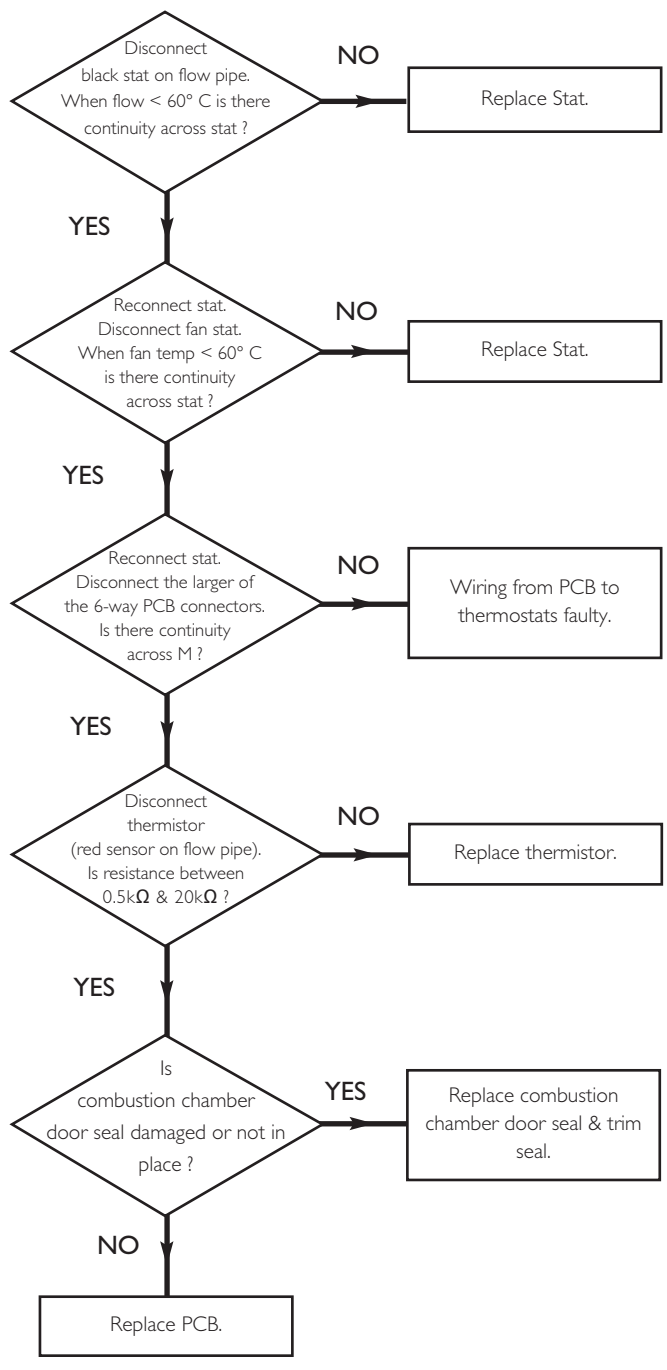 Disconnect
black stat on flow pipe.
When flow < 60° C is there
continuity across stat ?
NO
Replace Stat.
YES
Reconnect stat.
Disconnect fan stat.
When fan temp < 60° C
is there continuity
across stat ?
NO
Replace Stat.
YES
Reconnect stat.
Disconnect the larger of
the 6-way PCB connectors.
Is there continuity
across M ?
NO
Wiring from PCB to
thermostats faulty.
YES
Disconnect
thermistor
(red sensor on flow pipe).
Is resistance between
0.5kΩ & 20kΩ ?
NO
Replace thermistor.
YES
Is
combustion chamber
door seal damaged or not in
place ?
YES
Replace combustion
chamber door seal & trim
seal.
NO
Replace PCB.